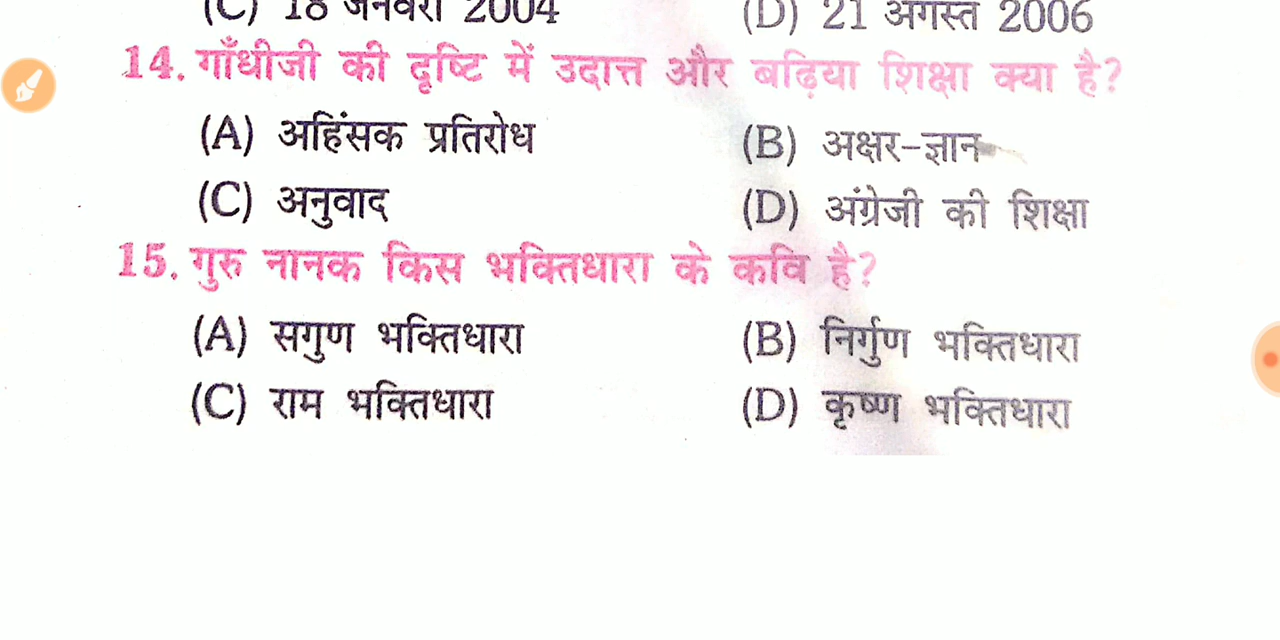 (C) 18 जनवरी 2004 (D) 21 अगस्त 2006
14. गाँधीजी की दृष्टि में उदात्त और बढ़िया शिक्षा क्या है?
(A) अहिंसक प्रतिरोध (B) अक्षर-ज्ञान
(C) अनुवाद (D) अंग्रेजी की शिक्षा
15. गुरु नानक किस भक्तिधारा के कवि है?
(A) सगुण भक्तिधारा (B) निर्गुण भक्तिधारा
(C) राम भक्तिधारा (D) कृष्ण भक्तिधारा